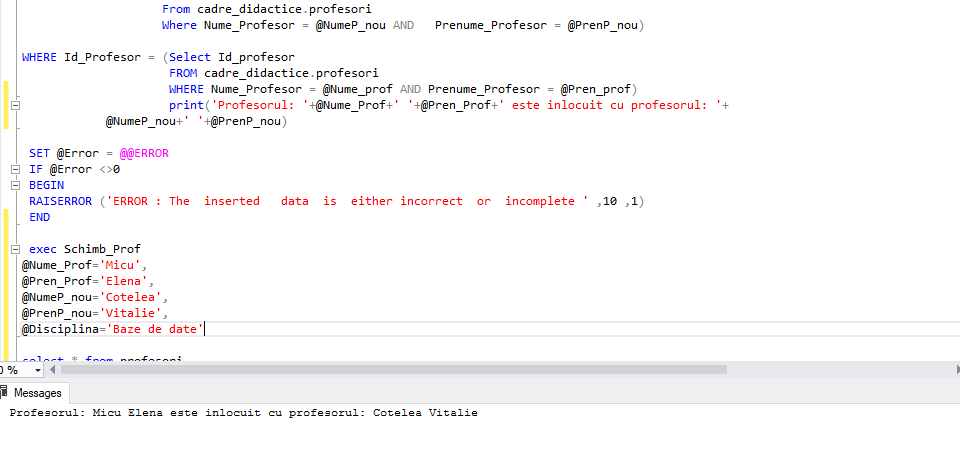 From cadre_didactice.profesori
Where Nume_Profesor = @NumeP_nou AND   Prenume_Profesor = @PrenP_nou)
WHERE Id_Profesor = (Select Id_profesor
FROM cadre_didactice.profesori
WHERE Nume_Profesor = @Nume_prof AND Prenume_Profesor = @Pren_prof)
print('Profesorul: '+@Nume_Prof+' '+@Pren_Prof+' este inlocuit cu profesorul: '+
@NumeP_nou+' '+@PrenP_nou)
SET @Error = @@ERROR
IF @Error <>0
BEGIN
RAISERROR ('ERROR : The  inserted   data  is  either incorrect  or  incomplete ' ,10 ,1)
END
exec Schimb_Prof
@Nume_Prof='Micu',
@Pren_Prof='Elena',
@NumeP_nou='Cotelea',
@PrenP_nou='Vitalie',
@Disciplina='Baze de date'
select * from profesori
0 %
Messages
Profesorul: Micu Elena este inlocuit cu profesorul: Cotelea Vitalie